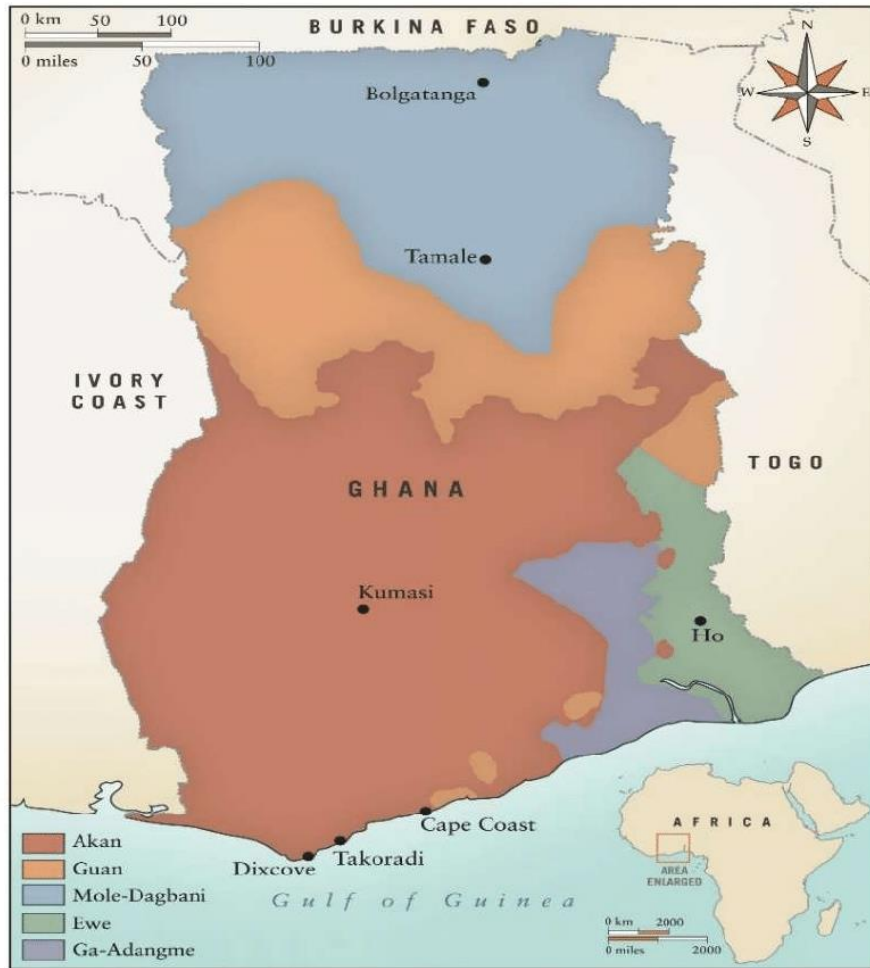 0 km 50 100
0 miles 50 100
BURKINA FASO
N
W E
S
Bolgatanga
Tamale
IVORY
COAST
TOGO
GHANA
Kumasi
Ho
Cape Coast
Takoradi
Dixcove
Gulf of Guinea
Akan
Guan
Mole-Dagbani
Ewe
Ga-Adangme
AFRICA
AREA
ENLARGED
0 km 2000
0 miles 2000